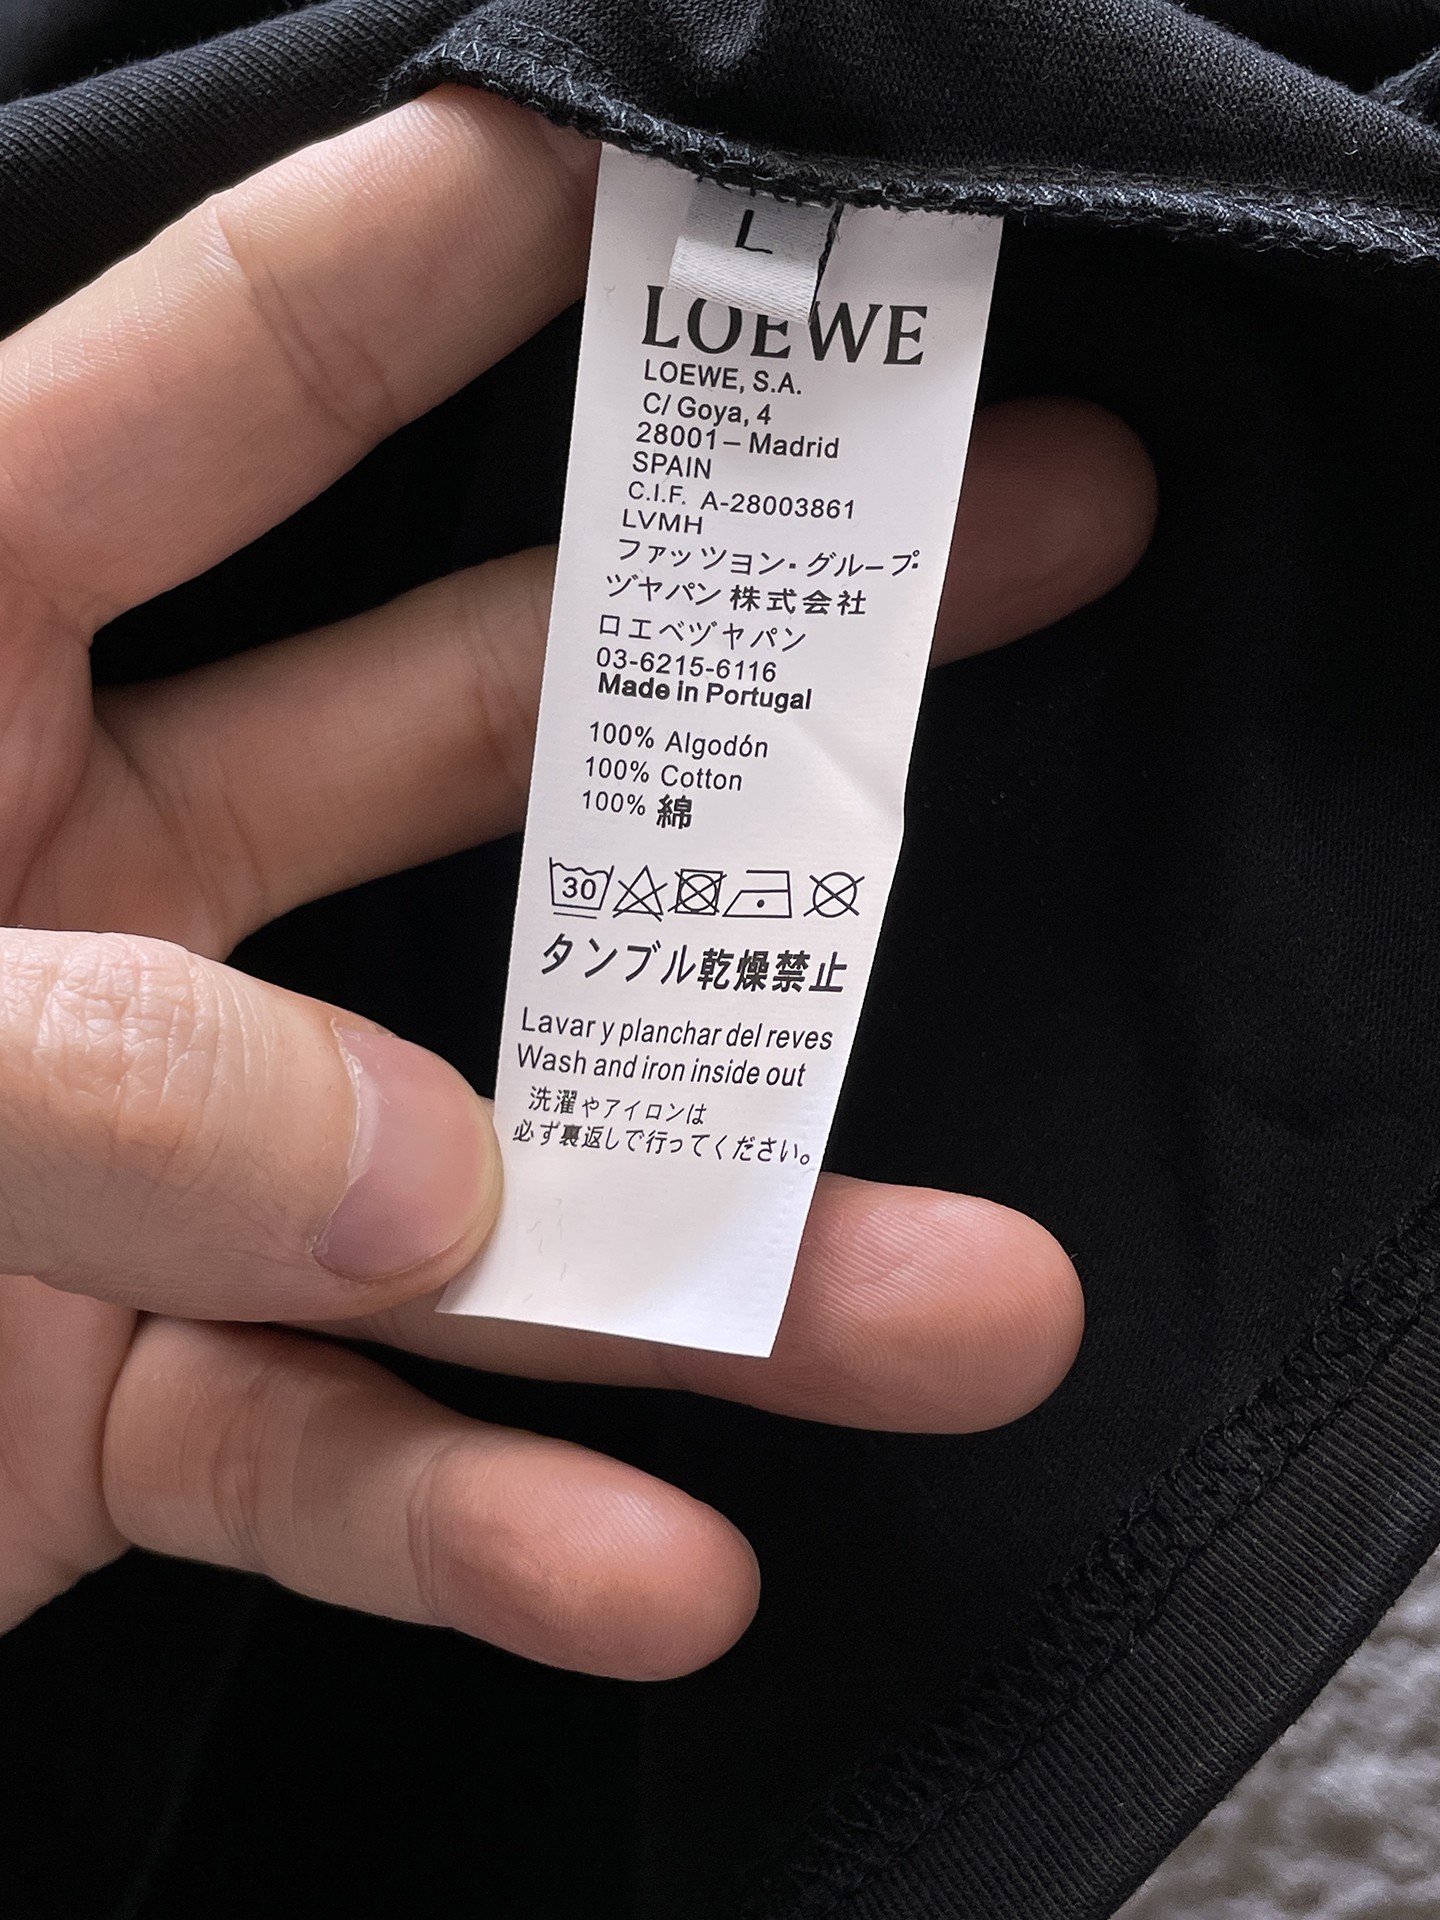 L
LOEWE
LOEWE, S.A.
C/ Goya, 4
28001 – Madrid
SPAIN
C.I.F. A-28003861
LVMH
ファッツヨン・グループ
ヅヤパン 株式会社
ロエベヅヤパン
03-6215-6116
Made in Portugal
100% Algodón
100% Cotton
100% 綿
30
タンブル乾燥禁止
Lavar y planchar del reves
Wash and iron inside out
洗濯やアイロンは
必ず裏返しで行ってください。